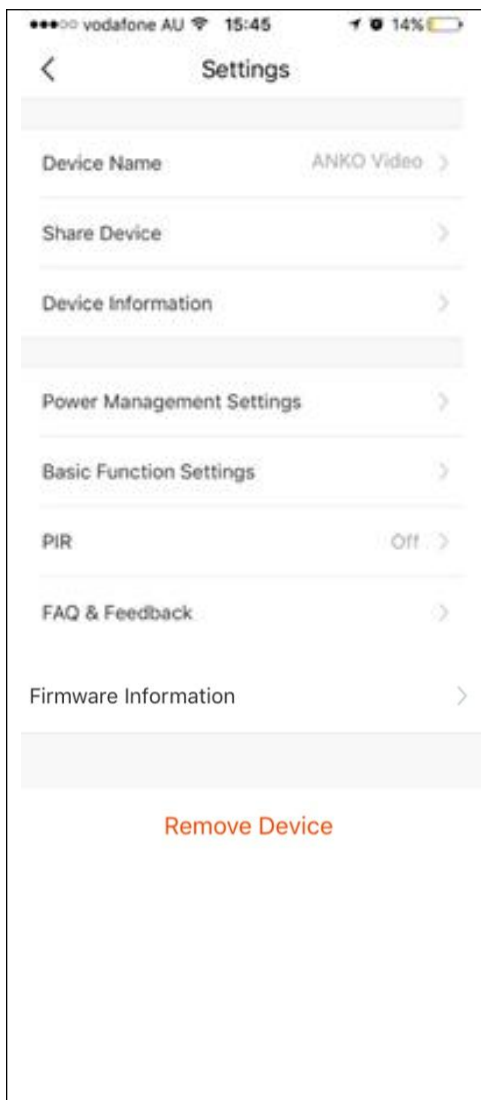 vodafone AU 15:45 14%
Settings
Device Name ANKO Video
Share Device
Device Information
Power Management Settings
Basic Function Settings
PIR Off
FAQ & Feedback
Firmware Information
Remove Device